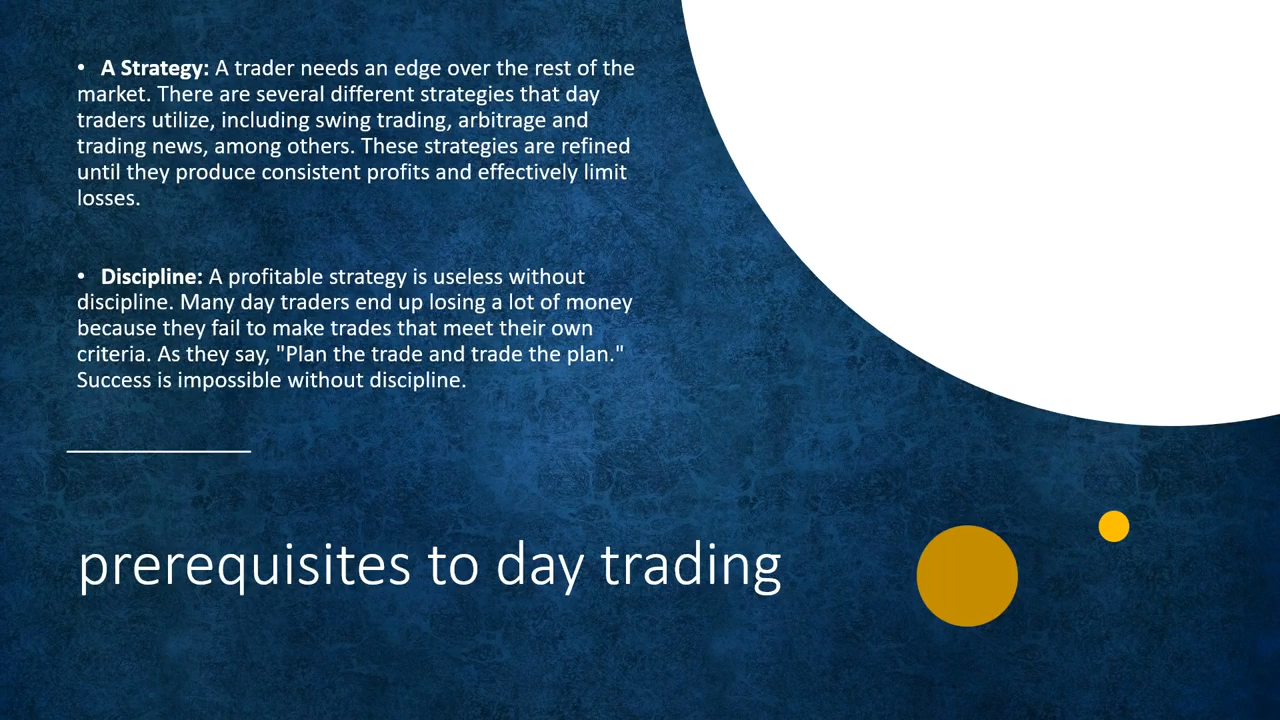 • A Strategy: A trader needs an edge over the rest of the
market. There are several different strategies that day
traders utilize, including swing trading, arbitrage and
trading news, among others. These strategies are refined
until they produce consistent profits and effectively limit
losses.
• Discipline: A profitable strategy is useless without
discipline. Many day traders end up losing a lot of money
because they fail to make trades that meet their own
criteria. As they say, "Plan the trade and trade the plan."
Success is impossible without discipline.
prerequisites to day trading